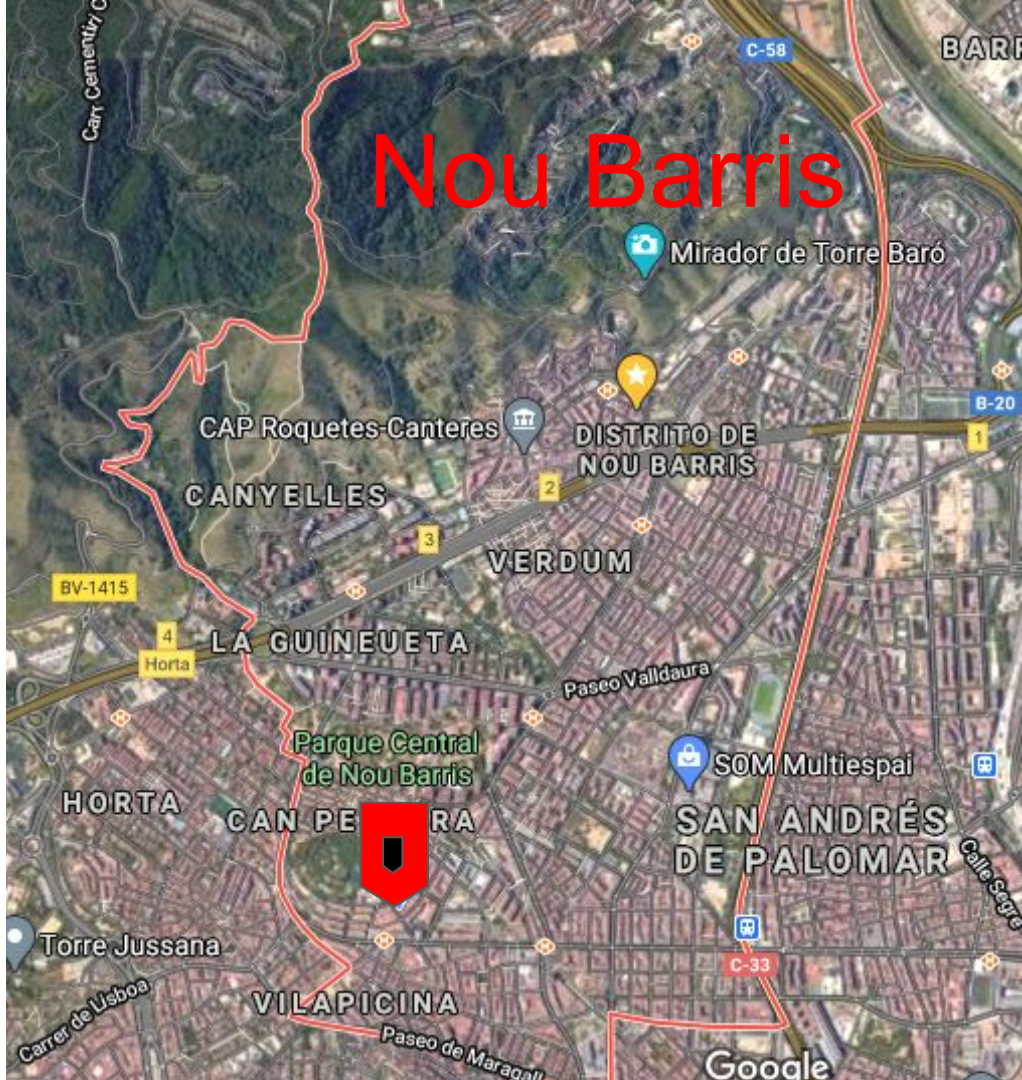 Carr Cementiri C
C-58
BARR
Nou Barris
Mirador de Torre Baró
B-20
1
CAP Roquetes-Canteres
DISTRITO DE
NOU BARRIS
CANYELLES
2
3
VERDUM
BV-1415
4
Horta
LA GUINEUETA
Paseo Valldaura
Parque Central
de Nou Barris
SOM Multiespai
HORTA
CAN PE RA
SAN ANDRÉS
DE PALOMAR
Calle Segre
Torre Jussana
C-33
VILAPICINA
Carrer de Lisboa
Paseo de Maragall
Google